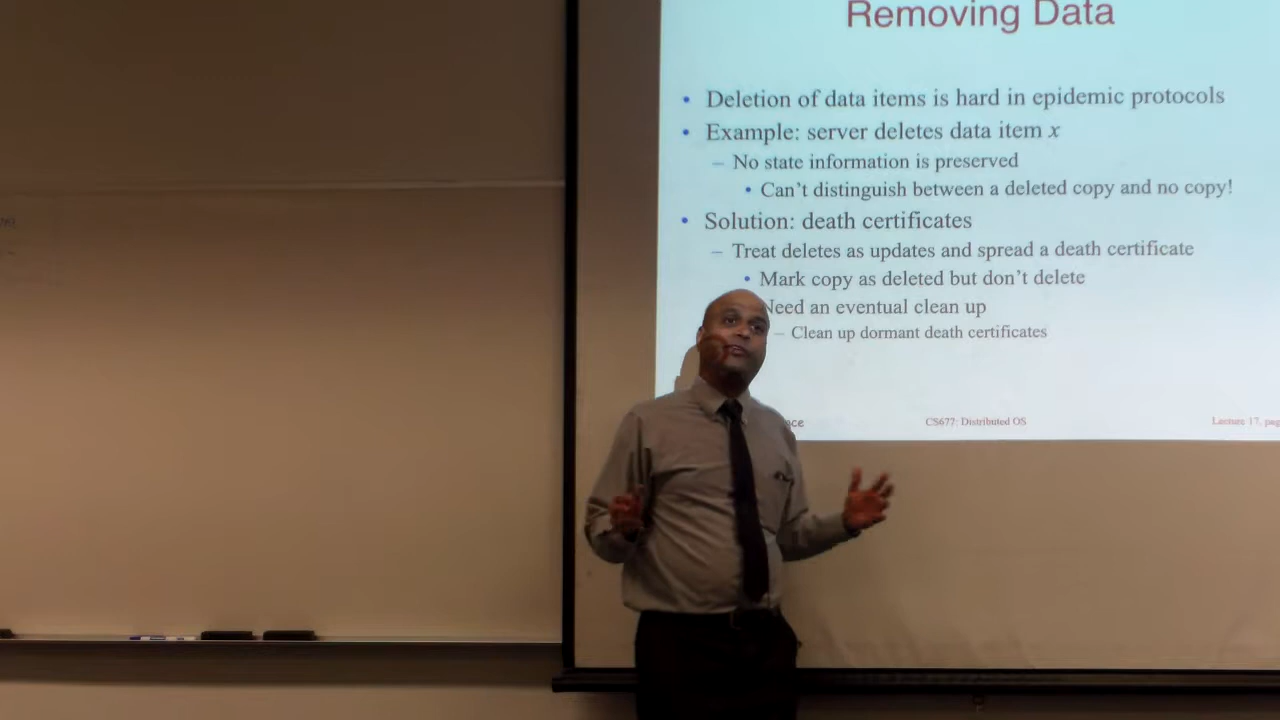 Removing Data
• Deletion of data items is hard in epidemic protocols
• Example: server deletes data item x
– No state information is preserved
• Can't distinguish between a deleted copy and no copy!
• Solution: death certificates
– Treat deletes as updates and spread a death certificate
• Mark copy as deleted but don't delete
Need an eventual clean up
– Clean up dormant death certificates
CS677: Distributed OS
Lecture 17,